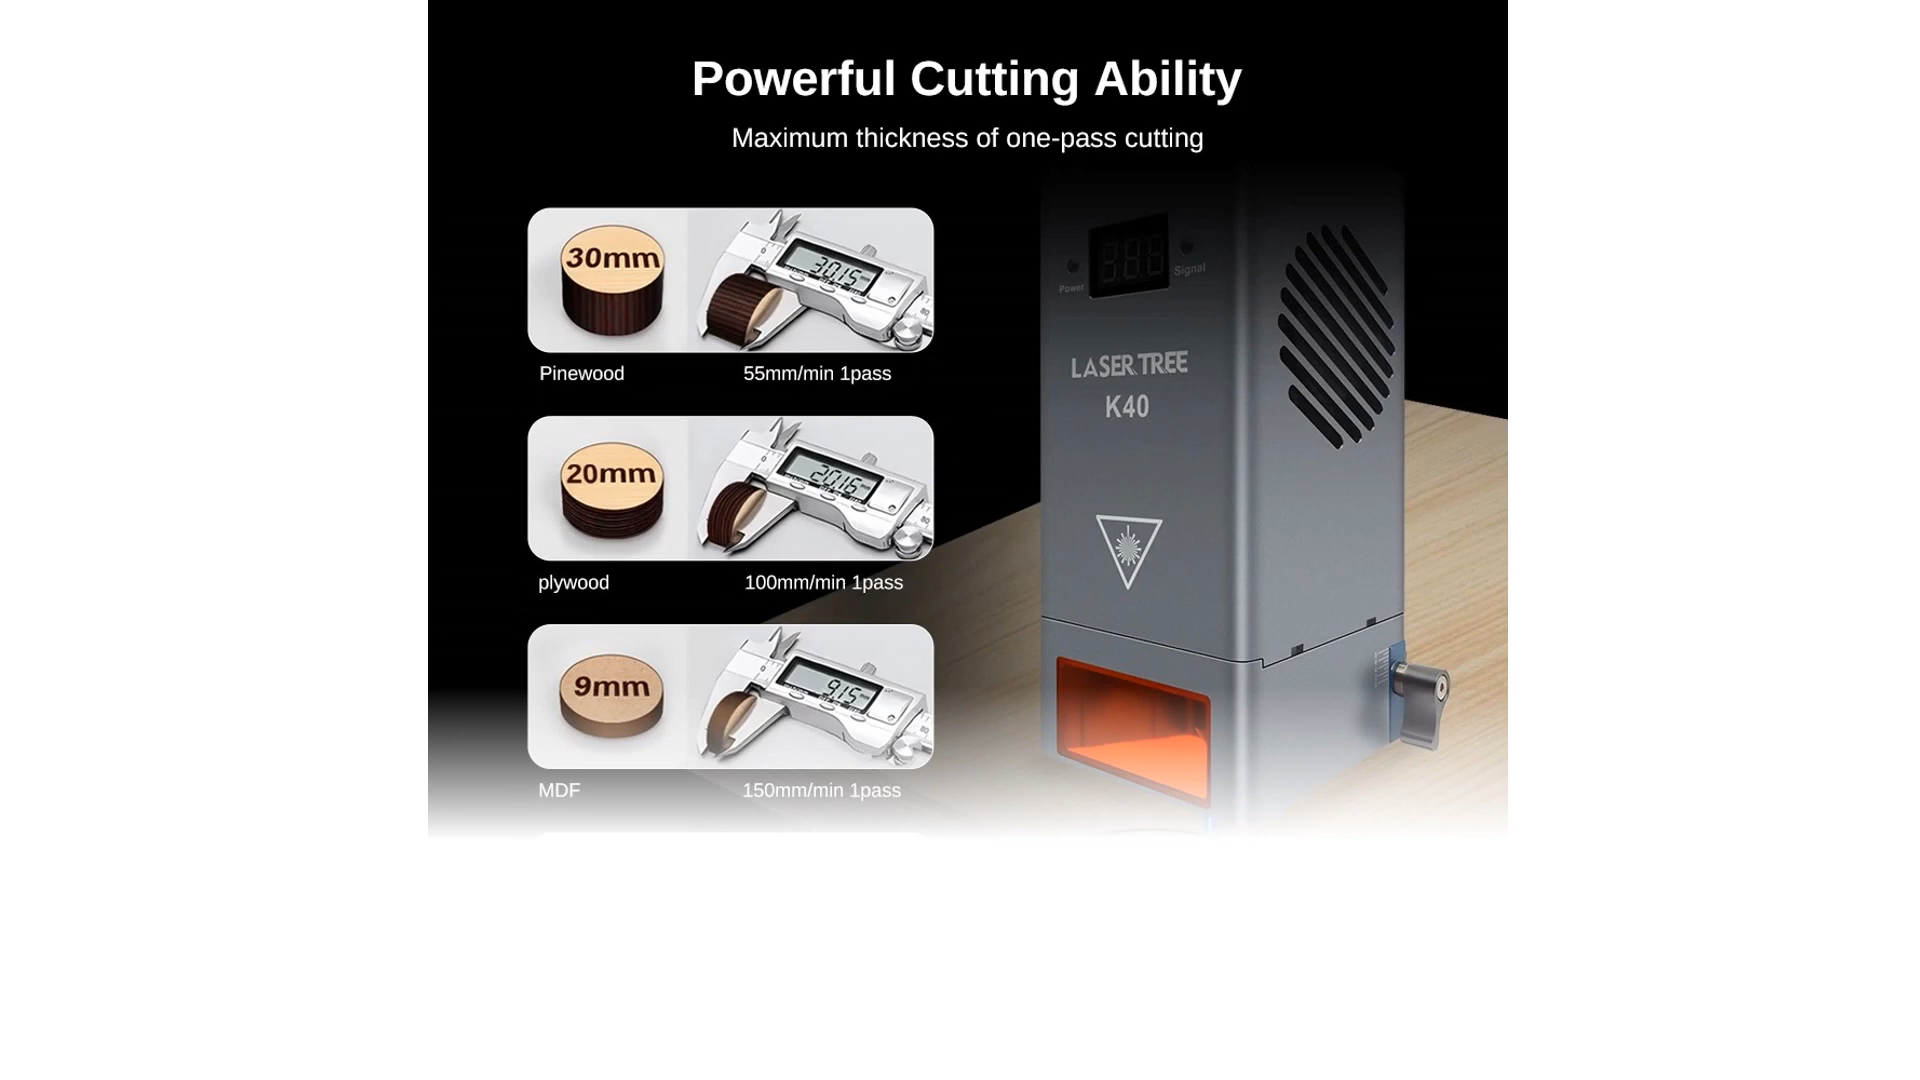 Powerful Cutting Ability
Maximum thickness of one-pass cutting
30mm
30.15
Pinewood
55mm/min 1pass
20mm
20.16
plywood
100mm/min 1pass
9mm
9.15
MDF
150mm/min 1pass
Power
Signal
LASER TREE
K40